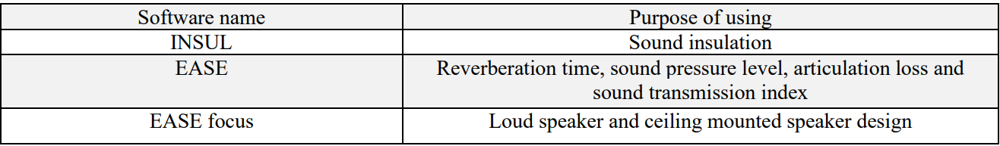 Software name Purpose of using
INSUL Sound insulation
EASE Reverberation time, sound pressure level, articulation loss and
sound transmission index
EASE focus Loud speaker and ceiling mounted speaker design